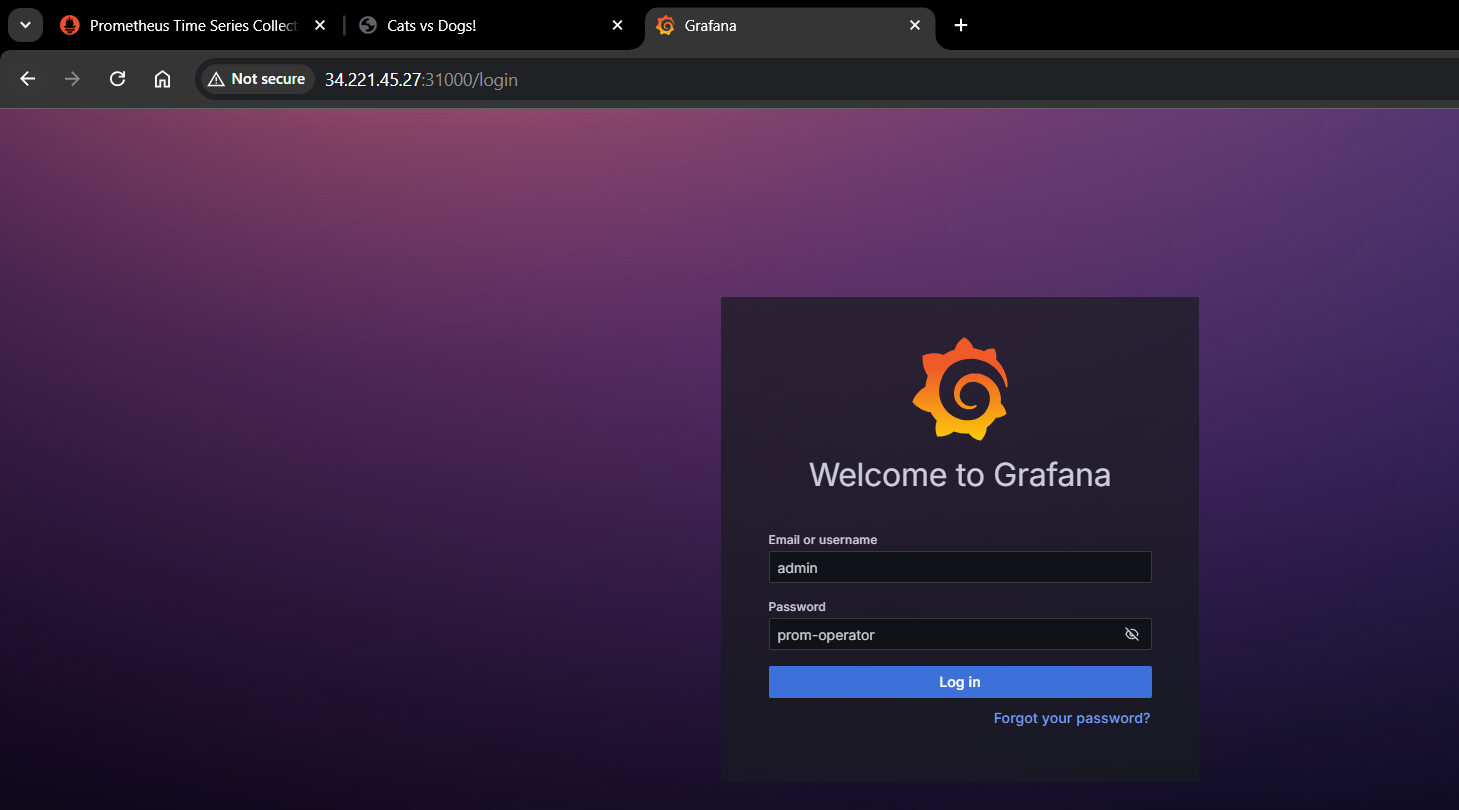 Prometheus Time Series Collect
Cats vs Dogs!
Grafana
Not secure
34.221.45.27:31000/login
Welcome to Grafana
Email or username
admin
Password
prom-operator
Log in
Forgot your password?